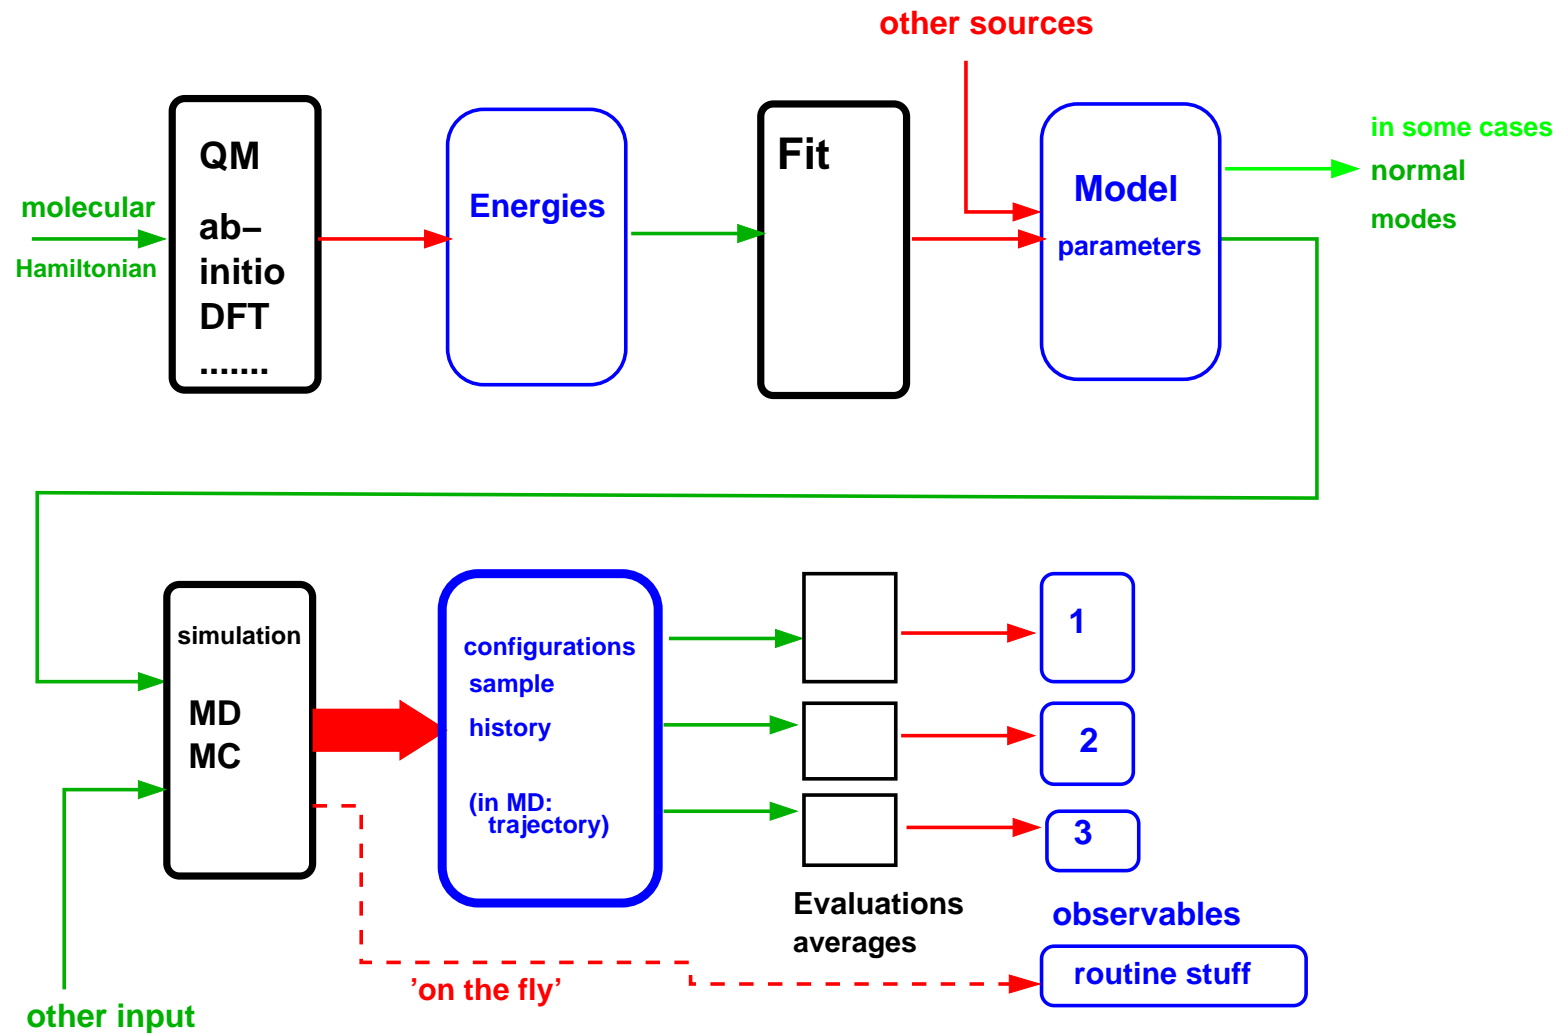 other sources
in some cases
normal
modes
molecular
Hamiltonian
QM
ab–
initio
DFT
.......
Energies
Fit
Model
parameters
simulation
MD
MC
configurations
sample
history
(in MD:
trajectory)
1
2
3
Evaluations
averages
observables
routine stuff
’on the fly’
other input